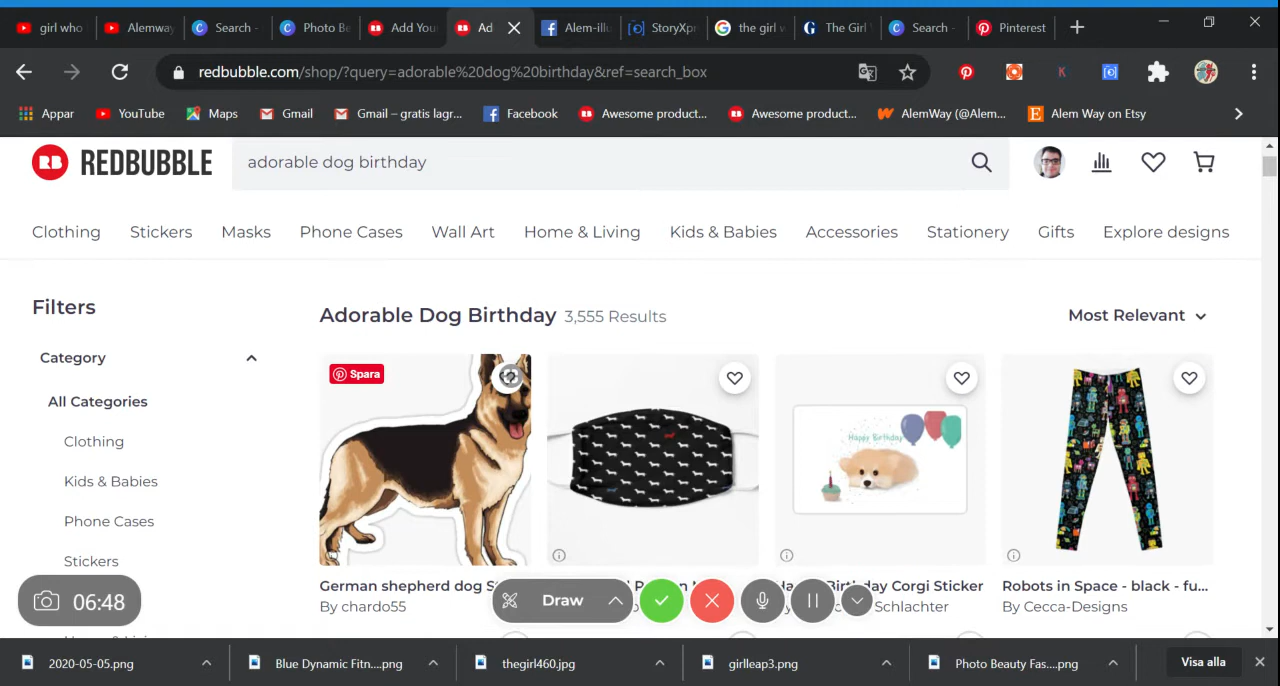 girl who
Alemway
Search -
Photo Be
Add You
Ad
Alem-illu
StoryXpr
the girl w
The Girl
Search -
Pinterest
redbubble.com/shop/?query=adorable%20dog%20birthday&ref=search_box
Appar
YouTube
Maps
Gmail
Gmail – gratis lagr...
Facebook
Awesome product...
Awesome product...
AlemWay (@Alem...
Alem Way on Etsy
RB REDBUBBLE
adorable dog birthday
Clothing
Stickers
Masks
Phone Cases
Wall Art
Home & Living
Kids & Babies
Accessories
Stationery
Gifts
Explore designs
Filters
Adorable Dog Birthday 3,555 Results
Most Relevant
Category
All Categories
Clothing
Kids & Babies
Phone Cases
Stickers
Spara
Happy Birthday
German shepherd dog S
By chardo55
Birthday Corgi Sticker
Schlachter
Robots in Space - black - fu...
By Cecca-Designs
06:48
Draw
2020-05-05.png
Blue Dynamic Fitn....png
thegirl460.jpg
girlleap3.png
Photo Beauty Fas....png
Visa alla